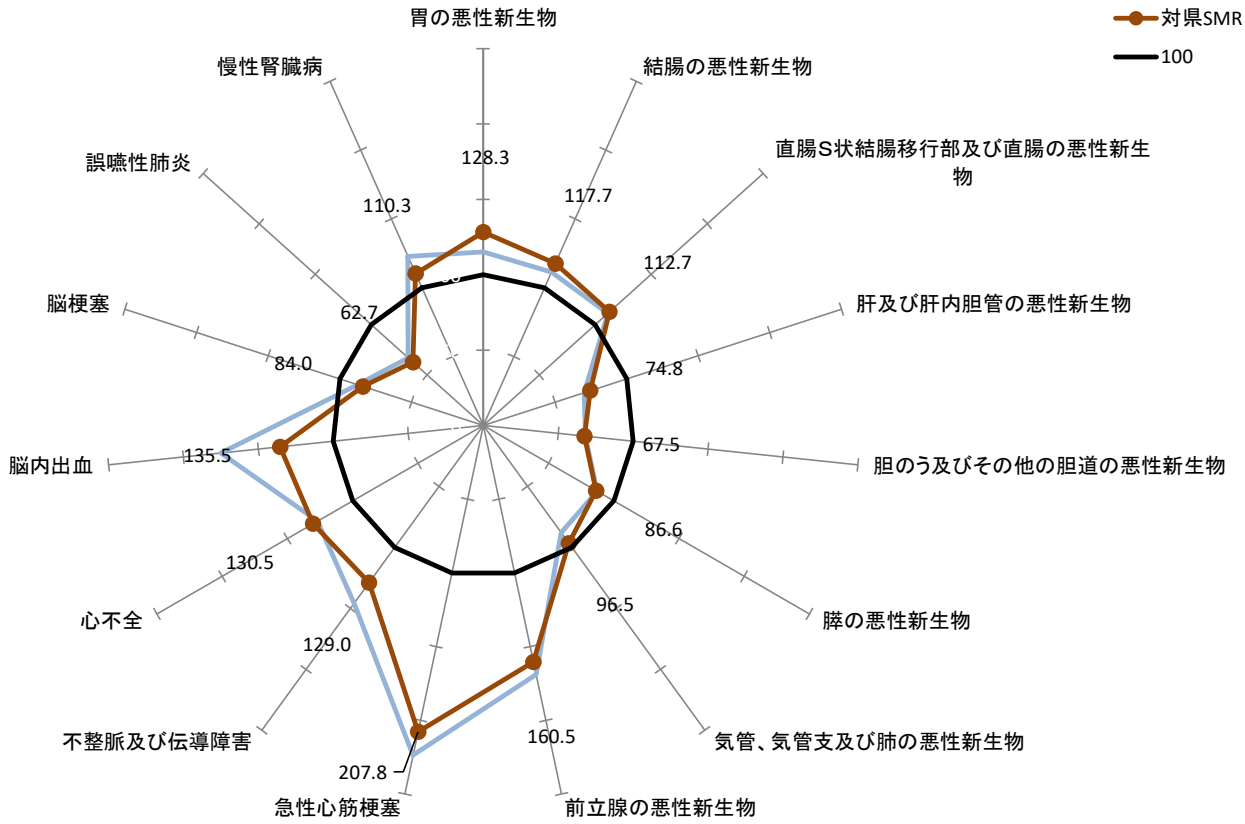 対県SMR
100
胃の悪性新生物
結腸の悪性新生物
直腸S状結腸移行部及び直腸の悪性新生
物
肝及び肝内胆管の悪性新生物
胆のう及びその他の胆道の悪性新生物
膵の悪性新生物
気管、気管支及び肺の悪性新生物
前立腺の悪性新生物
急性心筋梗塞
不整脈及び伝導障害
心不全
脳内出血
脳梗塞
誤嚥性肺炎
慢性腎臓病
128.3
117.7
112.7
74.8
67.5
86.6
96.5
160.5
207.8
129.0
130.5
135.5
84.0
62.7
110.3